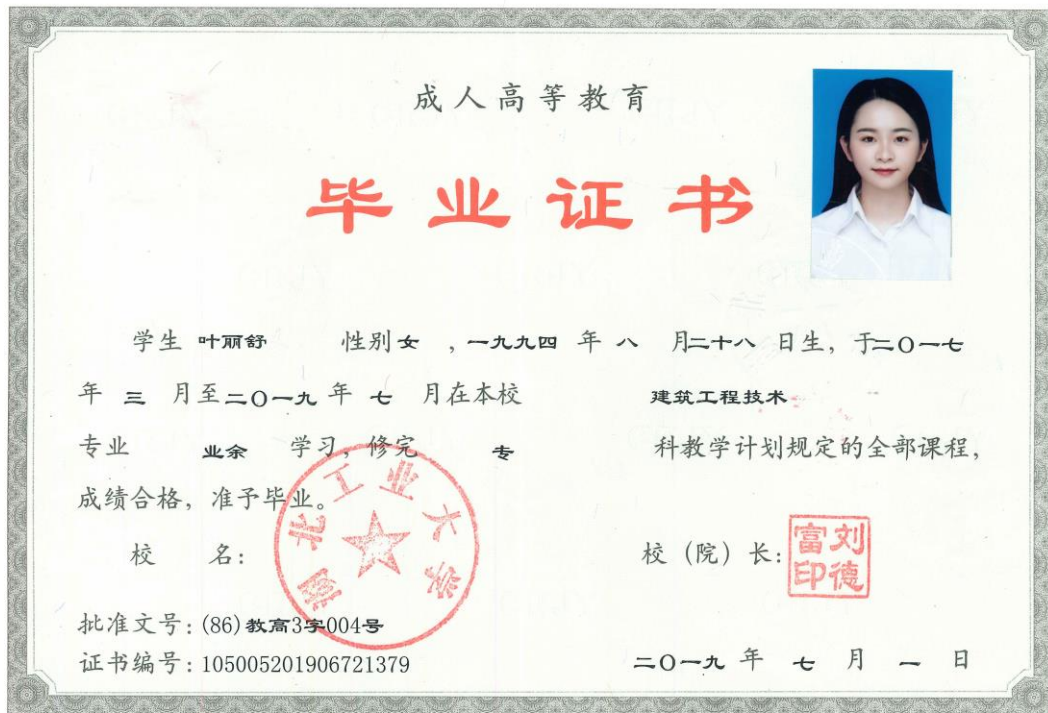 成人高等教育
毕业证书
学生 叶丽舒 性别 女 ,一九九四 年 八 月二十八 日生, 于二〇一七
年 三 月至二〇一九 年 七 月在本校 建筑工程技术
专业 业余 学习, 修完 专 科教学计划规定的全部课程,
成绩合格, 准予毕业。
湖北工业大学
校 名: 校 (院) 长: 刘德富印
批准文号: (86)教高3字004号
证书编号: 105005201906721379 二〇一九 年 七 月 一 日